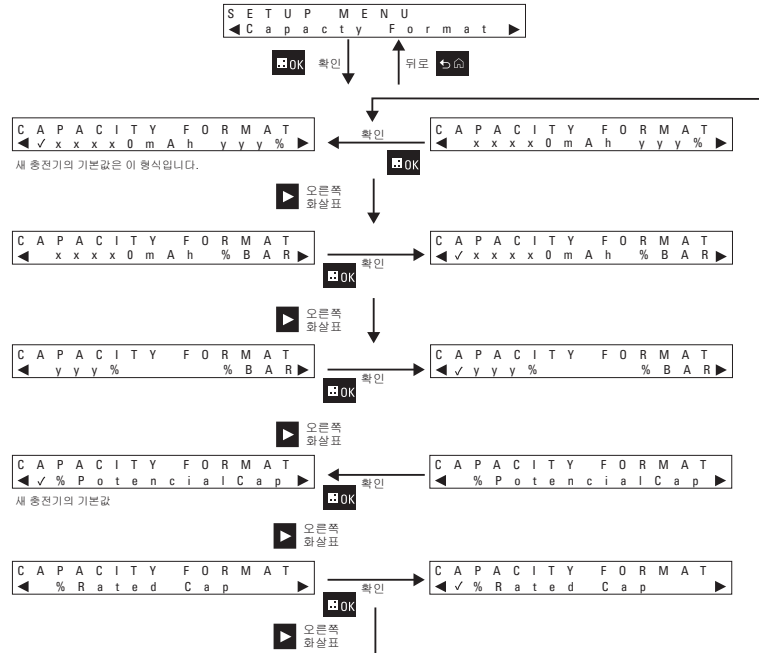 SETUP MENU
◀Capacty Format ▶
OK 확인
뒤로
CAPACITY FORMAT
◀✓xxxx0mAh yyy%▶
확인
OK
CAPACITY FORMAT
◀ xxxx0mAh yyy%▶
새 충전기의 기본값은 이 형식입니다.
▶ 오른쪽
화살표
CAPACITY FORMAT
◀ xxxx0mAh %BAR▶
확인
OK
CAPACITY FORMAT
◀✓xxxx0mAh %BAR▶
▶ 오른쪽
화살표
CAPACITY FORMAT
◀ yyy% %BAR▶
확인
OK
CAPACITY FORMAT
◀✓yyy% %BAR▶
▶ 오른쪽
화살표
CAPACITY FORMAT
◀✓%PotencialCap▶
확인
OK
CAPACITY FORMAT
◀ %PotencialCap▶
새 충전기의 기본값
▶ 오른쪽
화살표
CAPACITY FORMAT
◀ %Rated Cap ▶
확인
OK
CAPACITY FORMAT
◀✓%Rated Cap ▶
▶ 오른쪽
화살표